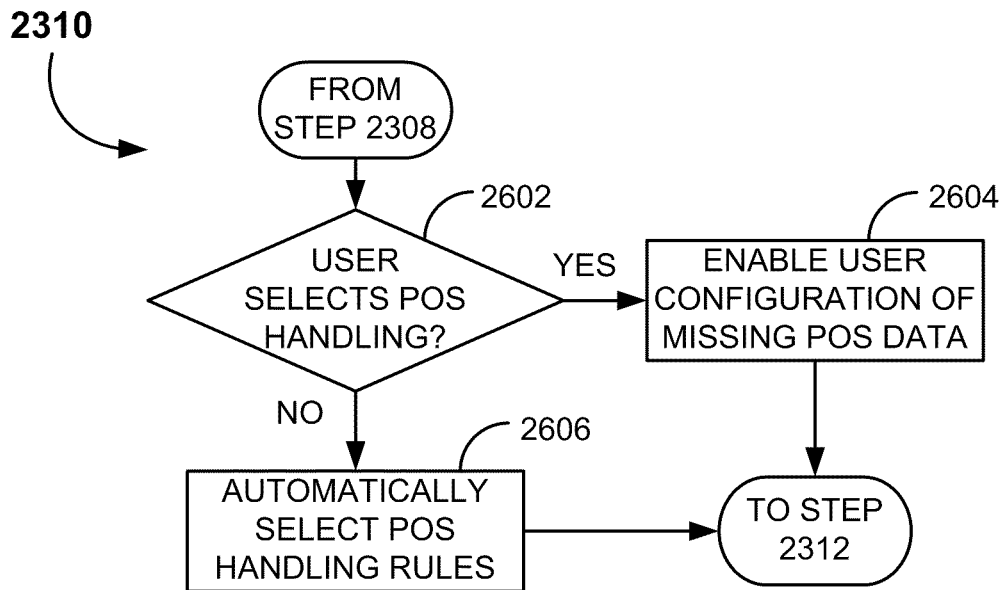 2310
FROM
STEP 2308
2602
USER
SELECTS POS
HANDLING?
YES
2604
ENABLE USER
CONFIGURATION OF
MISSING POS DATA
NO
2606
AUTOMATICALLY
SELECT POS
HANDLING RULES
TO STEP
2312